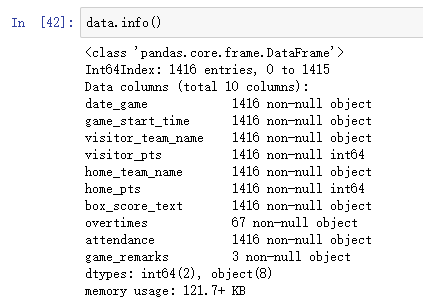 In [42]: data.info()
<class 'pandas.core.frame.DataFrame'>
Int64Index: 1416 entries, 0 to 1415
Data columns (total 10 columns):
date_game 1416 non-null object
game_start_time 1416 non-null object
visitor_team_name 1416 non-null object
visitor_pts 1416 non-null int64
home_team_name 1416 non-null object
home_pts 1416 non-null int64
box_score_text 1416 non-null object
overtimes 67 non-null object
attendance 1416 non-null object
game_remarks 3 non-null object
dtypes: int64(2), object(8)
memory usage: 121.7+ KB